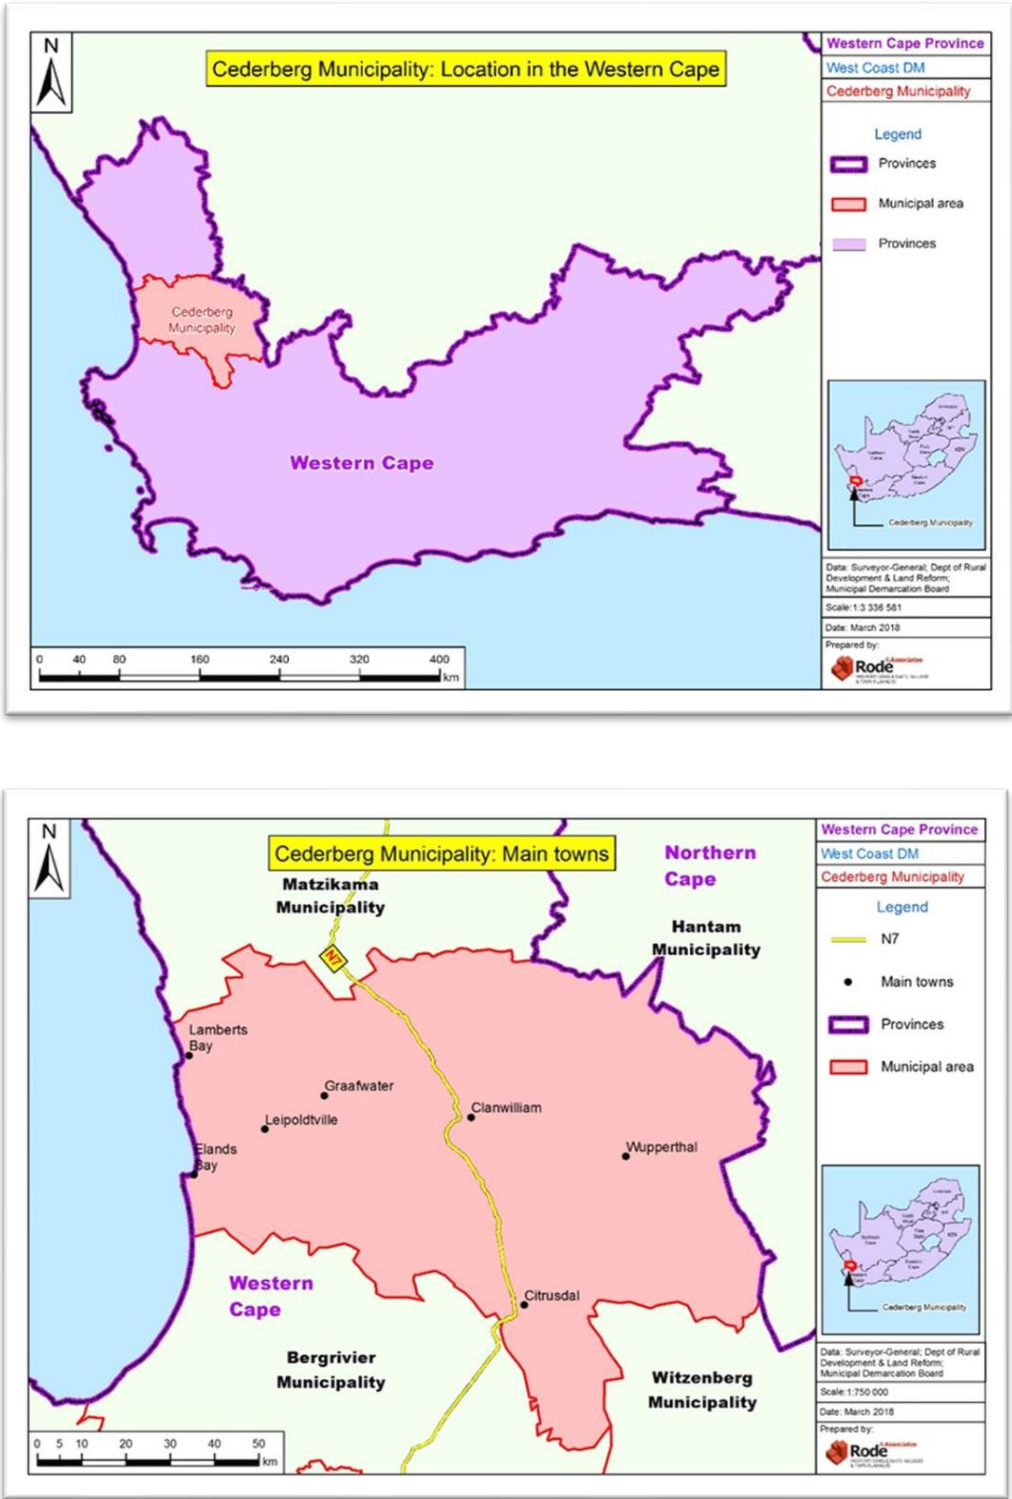 N
Cederberg Municipality: Location in the Western Cape
Western Cape Province
West Coast DM
Cederberg Municipality
Legend
Provinces
Municipal area
Provinces
Cederberg
Municipality
Western Cape
Cederberg Municipality
Data: Surveyor-General; Dept of Rural
Development & Land Reform;
Municipal Demarcation Board
Scale:1:3 336 581
Date: March 2018
Prepared by:
Rode & Associates
0 40 80 160 240 320 400
km
N
Cederberg Municipality: Main towns
Western Cape Province
West Coast DM
Cederberg Municipality
Legend
N7
Main towns
Provinces
Municipal area
Northern
Cape
Matzikama
Municipality
Hantam
Municipality
N7
Lamberts
Bay
Graafwater
Leipoldtville
Clanwilliam
Elands
Bay
Wupperthal
Citrusdal
Western
Cape
Bergrivier
Municipality
Witzenberg
Municipality
Cederberg Municipality
Data: Surveyor-General; Dept of Rural
Development & Land Reform;
Municipal Demarcation Board
Scale:1:750 000
Date: March 2018
Prepared by:
Rode & Associates
0 5 10 20 30 40 50
km